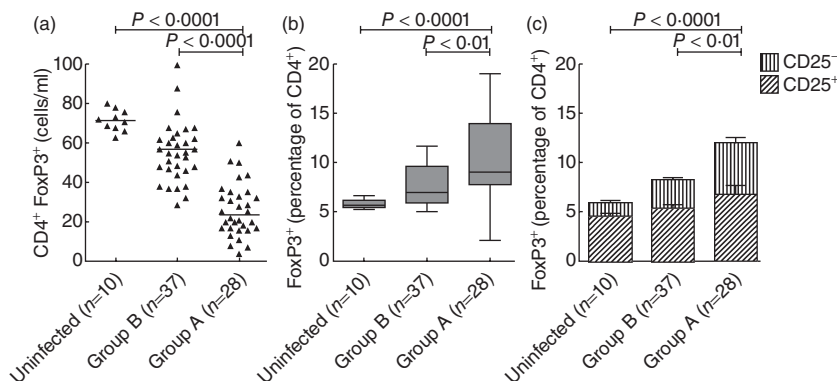 (a)
P < 0·0001
P < 0·0001
CD4⁺ FoxP3⁺ (cells/ml)
100
80
60
40
20
0
Uninfected (n=10)
Group B (n=37)
Group A (n=28)
(b)
P < 0·0001
P < 0·01
FoxP3⁺ (percentage of CD4⁺)
20
15
10
5
0
Uninfected (n=10)
Group B (n=37)
Group A (n=28)
(c)
P < 0·0001
P < 0·01
CD25⁻
CD25⁺
FoxP3⁺ (percentage of CD4⁺)
20
15
10
5
0
Uninfected (n=10)
Group B (n=37)
Group A (n=28)